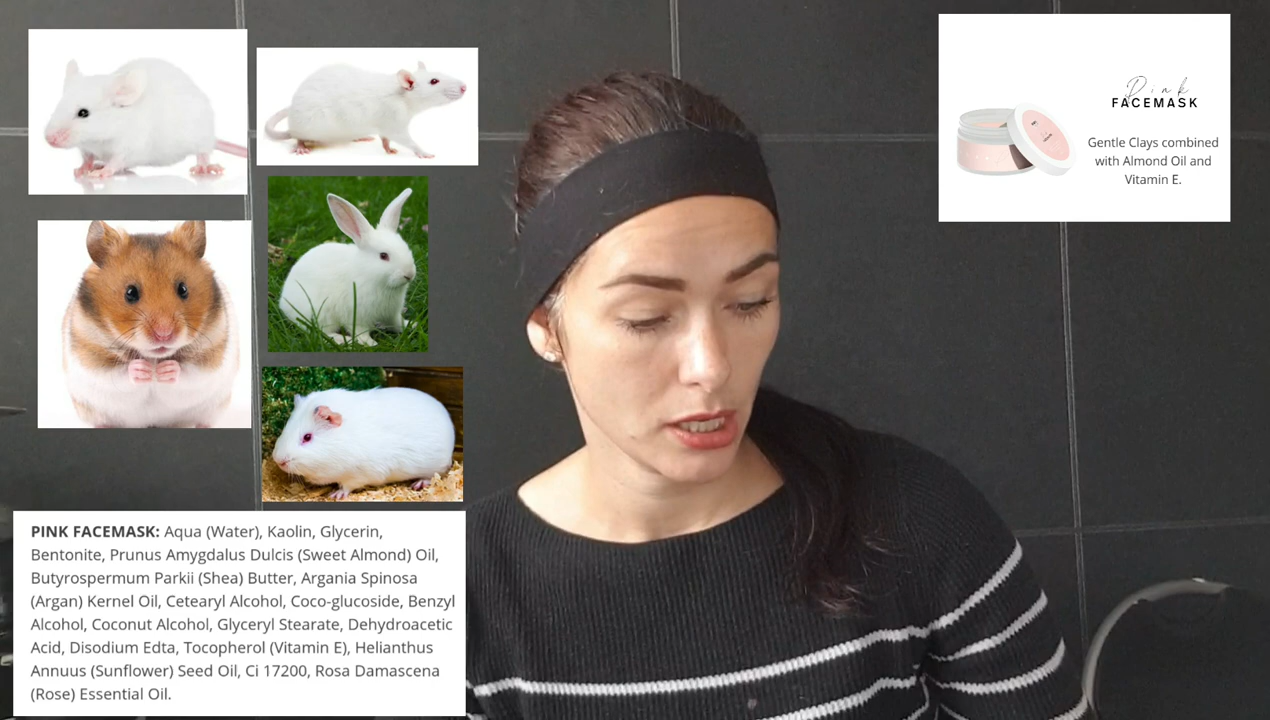 Pink
FACEMASK
Gentle Clays combined
with Almond Oil and
Vitamin E.
PINK FACEMASK: Aqua (Water), Kaolin, Glycerin,
Bentonite, Prunus Amygdalus Dulcis (Sweet Almond) Oil,
Butyrospermum Parkii (Shea) Butter, Argania Spinosa
(Argan) Kernel Oil, Cetearyl Alcohol, Coco-glucoside, Benzyl
Alcohol, Coconut Alcohol, Glyceryl Stearate, Dehydroacetic
Acid, Disodium Edta, Tocopherol (Vitamin E), Helianthus
Annuus (Sunflower) Seed Oil, Ci 17200, Rosa Damascena
(Rose) Essential Oil.